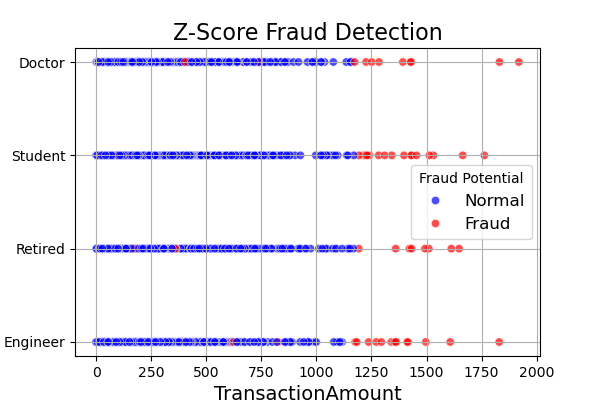 Z-Score Fraud Detection
Doctor
Student
Retired
Engineer
Fraud Potential
Normal
Fraud
0 250 500 750 1000 1250 1500 1750 2000
TransactionAmount